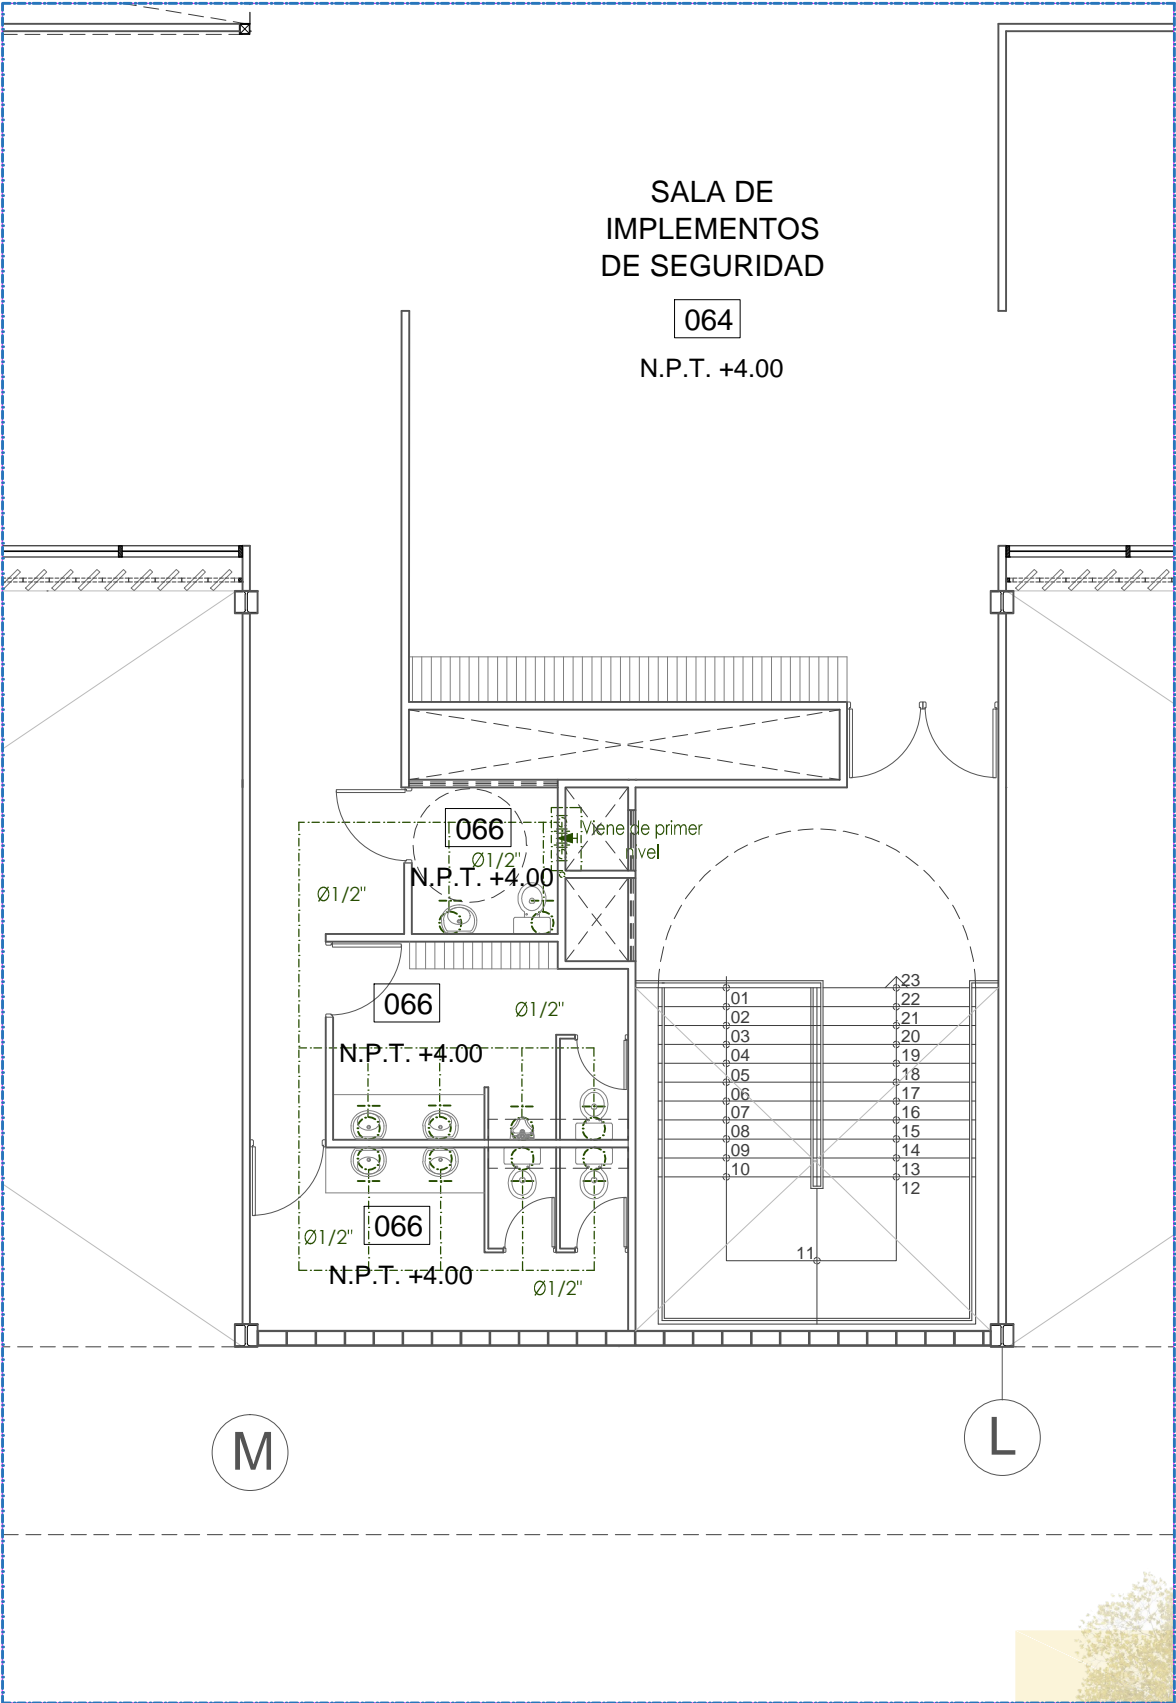 SALA DE
IMPLEMENTOS
DE SEGURIDAD
064
N.P.T. +4.00
066
Viene de primer
nivel
Ø1/2"
N.P.T. +4.00
Ø1/2"
066
Ø1/2"
N.P.T. +4.00
066
Ø1/2"
N.P.T. +4.00
Ø1/2"
01
02
03
04
05
06
07
08
09
10
11
23
22
21
20
19
18
17
16
15
14
13
12
M
L